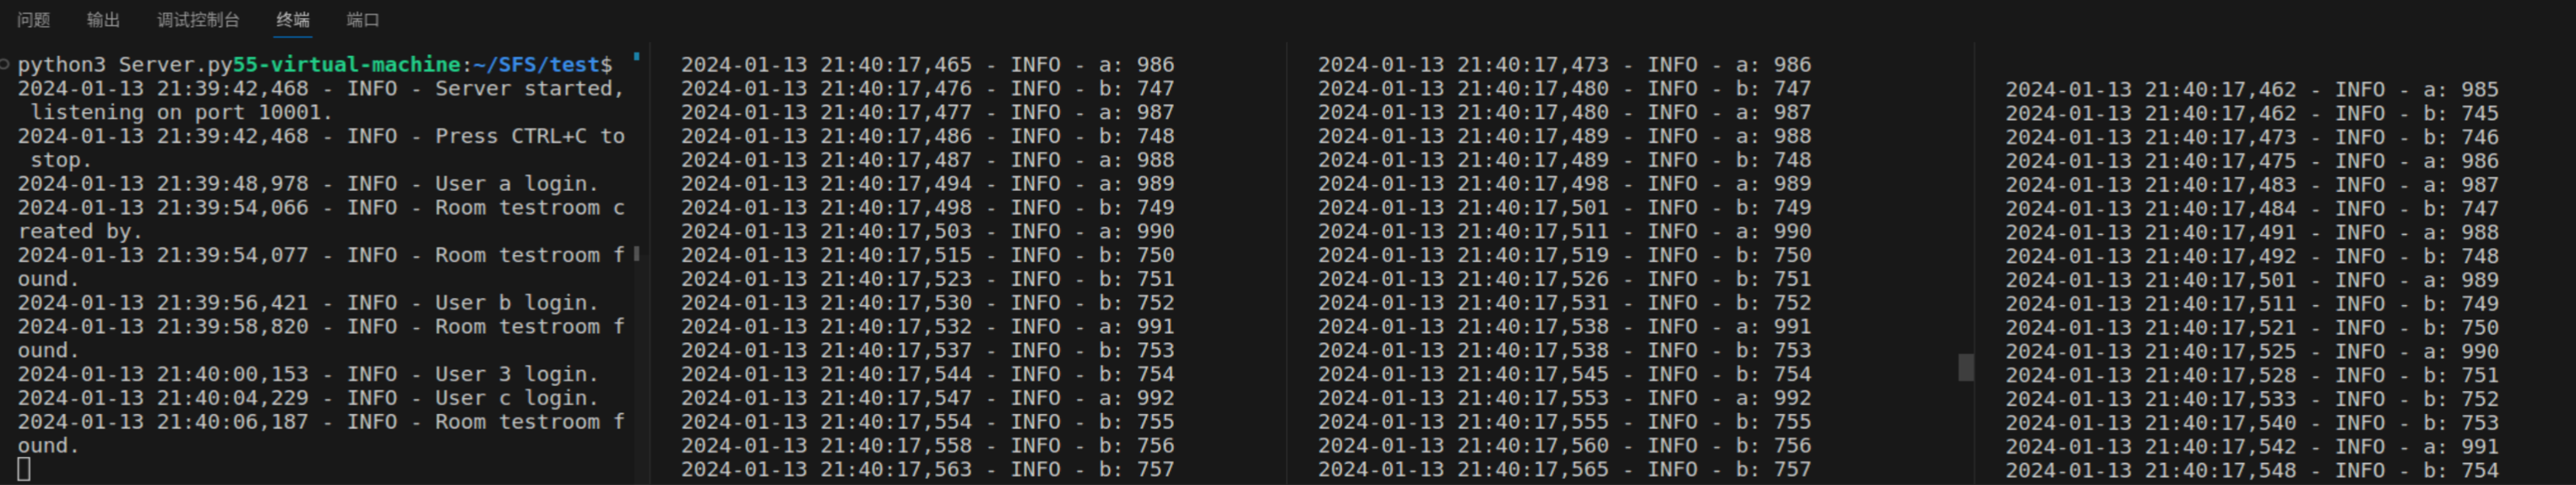 问题 输出 调试控制台 终端 端口
python3 Server.py55-virtual-machine:~/SFS/test$
2024-01-13 21:39:42,468 - INFO - Server started,
listening on port 10001.
2024-01-13 21:39:42,468 - INFO - Press CTRL+C to
stop.
2024-01-13 21:39:48,978 - INFO - User a login.
2024-01-13 21:39:54,066 - INFO - Room testroom c
reated by.
2024-01-13 21:39:54,077 - INFO - Room testroom f
ound.
2024-01-13 21:39:56,421 - INFO - User b login.
2024-01-13 21:39:58,820 - INFO - Room testroom f
ound.
2024-01-13 21:40:00,153 - INFO - User 3 login.
2024-01-13 21:40:04,229 - INFO - User c login.
2024-01-13 21:40:06,187 - INFO - Room testroom f
ound.
2024-01-13 21:40:17,465 - INFO - a: 986
2024-01-13 21:40:17,476 - INFO - b: 747
2024-01-13 21:40:17,477 - INFO - a: 987
2024-01-13 21:40:17,486 - INFO - b: 748
2024-01-13 21:40:17,487 - INFO - a: 988
2024-01-13 21:40:17,494 - INFO - a: 989
2024-01-13 21:40:17,498 - INFO - b: 749
2024-01-13 21:40:17,503 - INFO - a: 990
2024-01-13 21:40:17,515 - INFO - b: 750
2024-01-13 21:40:17,523 - INFO - b: 751
2024-01-13 21:40:17,530 - INFO - b: 752
2024-01-13 21:40:17,532 - INFO - a: 991
2024-01-13 21:40:17,537 - INFO - b: 753
2024-01-13 21:40:17,544 - INFO - b: 754
2024-01-13 21:40:17,547 - INFO - a: 992
2024-01-13 21:40:17,554 - INFO - b: 755
2024-01-13 21:40:17,558 - INFO - b: 756
2024-01-13 21:40:17,563 - INFO - b: 757
2024-01-13 21:40:17,473 - INFO - a: 986
2024-01-13 21:40:17,480 - INFO - b: 747
2024-01-13 21:40:17,480 - INFO - a: 987
2024-01-13 21:40:17,489 - INFO - a: 988
2024-01-13 21:40:17,489 - INFO - b: 748
2024-01-13 21:40:17,498 - INFO - a: 989
2024-01-13 21:40:17,501 - INFO - b: 749
2024-01-13 21:40:17,511 - INFO - a: 990
2024-01-13 21:40:17,519 - INFO - b: 750
2024-01-13 21:40:17,526 - INFO - b: 751
2024-01-13 21:40:17,531 - INFO - b: 752
2024-01-13 21:40:17,538 - INFO - a: 991
2024-01-13 21:40:17,538 - INFO - b: 753
2024-01-13 21:40:17,545 - INFO - b: 754
2024-01-13 21:40:17,553 - INFO - a: 992
2024-01-13 21:40:17,555 - INFO - b: 755
2024-01-13 21:40:17,560 - INFO - b: 756
2024-01-13 21:40:17,565 - INFO - b: 757
2024-01-13 21:40:17,462 - INFO - a: 985
2024-01-13 21:40:17,462 - INFO - b: 745
2024-01-13 21:40:17,473 - INFO - b: 746
2024-01-13 21:40:17,475 - INFO - a: 986
2024-01-13 21:40:17,483 - INFO - a: 987
2024-01-13 21:40:17,484 - INFO - b: 747
2024-01-13 21:40:17,491 - INFO - a: 988
2024-01-13 21:40:17,492 - INFO - b: 748
2024-01-13 21:40:17,501 - INFO - a: 989
2024-01-13 21:40:17,511 - INFO - b: 749
2024-01-13 21:40:17,521 - INFO - b: 750
2024-01-13 21:40:17,525 - INFO - a: 990
2024-01-13 21:40:17,528 - INFO - b: 751
2024-01-13 21:40:17,533 - INFO - b: 752
2024-01-13 21:40:17,540 - INFO - b: 753
2024-01-13 21:40:17,542 - INFO - a: 991
2024-01-13 21:40:17,548 - INFO - b: 754